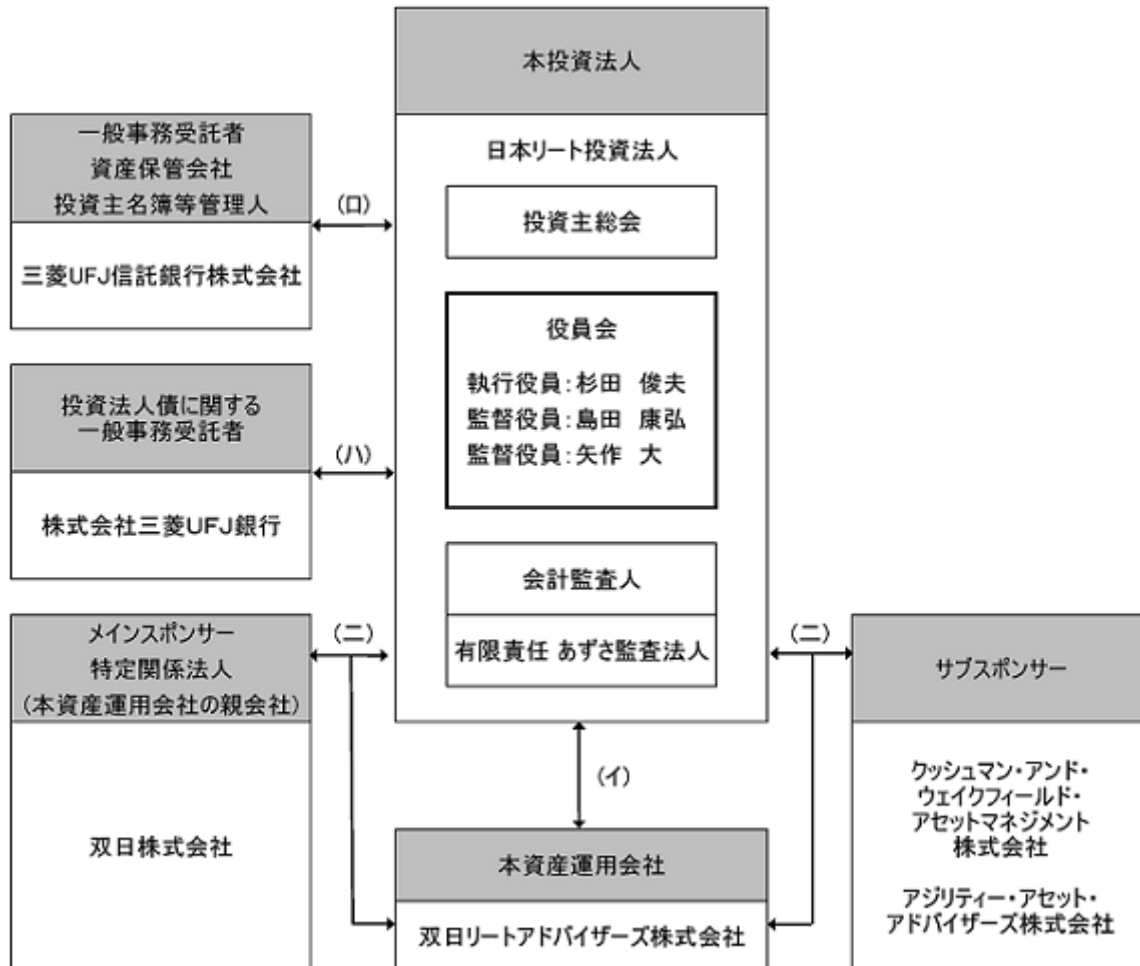 本投資法人
日本リート投資法人
投資主総会
役員会
執行役員:杉田 俊夫
監督役員:島田 康弘
監督役員:矢作 大
会計監査人
有限責任 あずさ監査法人
一般事務受託者
資産保管会社
投資主名簿等管理人
三菱UFJ信託銀行株式会社
(ロ)
投資法人債に関する
一般事務受託者
株式会社三菱UFJ銀行
(ハ)
メインスポンサー
特定関係法人
(本資産運用会社の親会社)
双日株式会社
(ニ)
(イ)
本資産運用会社
双日リートアドバイザーズ株式会社
(ニ)
サブスポンサー
クッシュマン・アンド・
ウェイクフィールド・
アセットマネジメント
株式会社
アジリティー・アセット・
アドバイザーズ株式会社